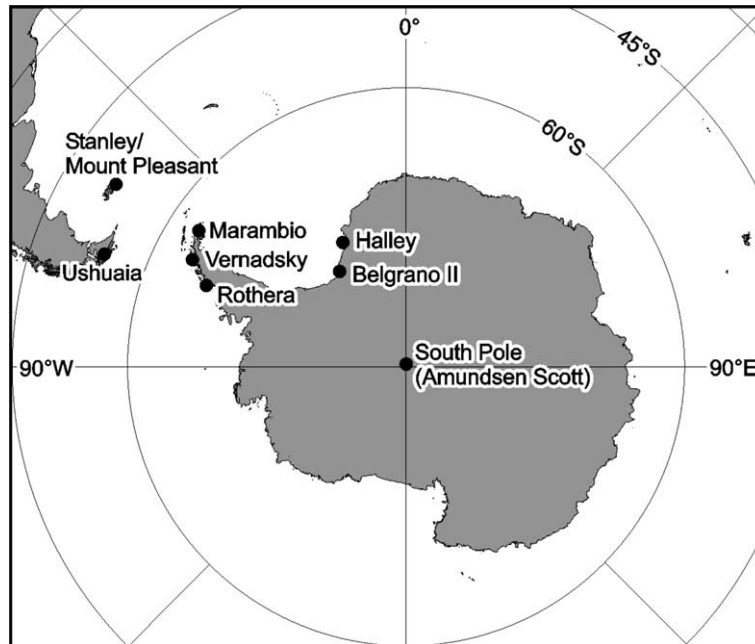 0°
45°S
60°S
Stanley/
Mount Pleasant
Marambio
Halley
Vernadsky
Ushuaia
Belgrano II
Rothera
South Pole
(Amundsen Scott)
90°W
90°E